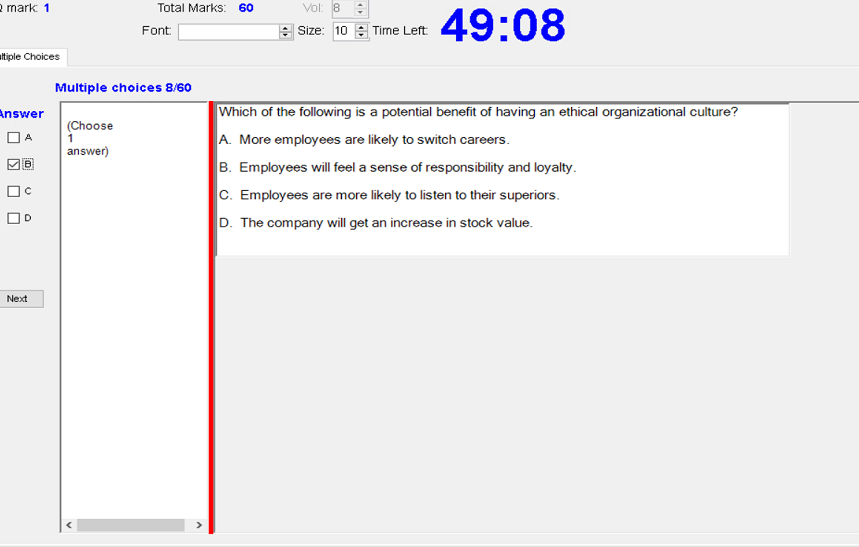 mark: 1 Total Marks: 60 Vol: 8
Font: Size: 10 Time Left: 49:08
ltiple Choices
Multiple choices 8/60
Answer
A
B
C
D
Next
(Choose
1
answer)
Which of the following is a potential benefit of having an ethical organizational culture?
A. More employees are likely to switch careers.
B. Employees will feel a sense of responsibility and loyalty.
C. Employees are more likely to listen to their superiors.
D. The company will get an increase in stock value.